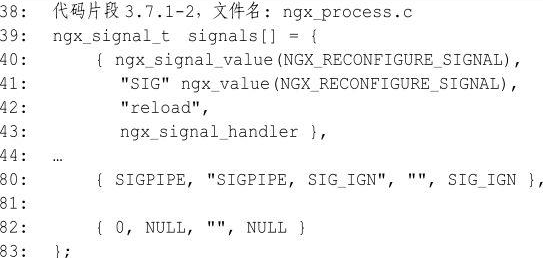 38: 代码片段3.7.1-2，文件名：ngx_process.c
39: ngx_signal_t  signals[] = {
40:     { ngx_signal_value(NGX_RECONFIGURE_SIGNAL),
41:       "SIG" ngx_value(NGX_RECONFIGURE_SIGNAL),
42:       "reload",
43:       ngx_signal_handler },
44: …
80:     { SIGPIPE, "SIGPIPE, SIG_IGN", "", SIG_IGN },
81:
82:     { 0, NULL, "", NULL }
83: };